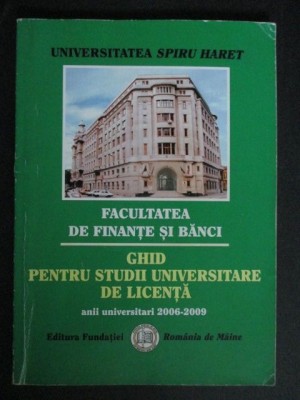 UNIVERSITATEA SPIRU HARET
FACULTATEA
DE FINANȚE ȘI BĂNCI
GHID
PENTRU STUDII UNIVERSITARE
DE LICENȚĂ
anii universitari 2006-2009
Editura Fundației România de Mâine